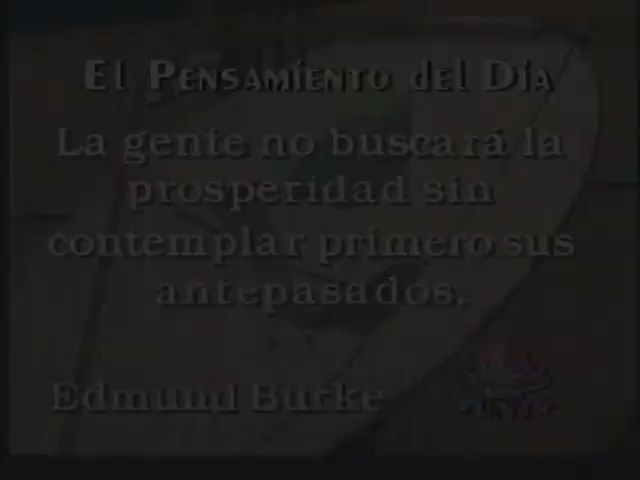 El Pensamiento del Día
La gente no buscará la
prosperidad sin
contemplar primero sus
antepasados.
Edmund Burke